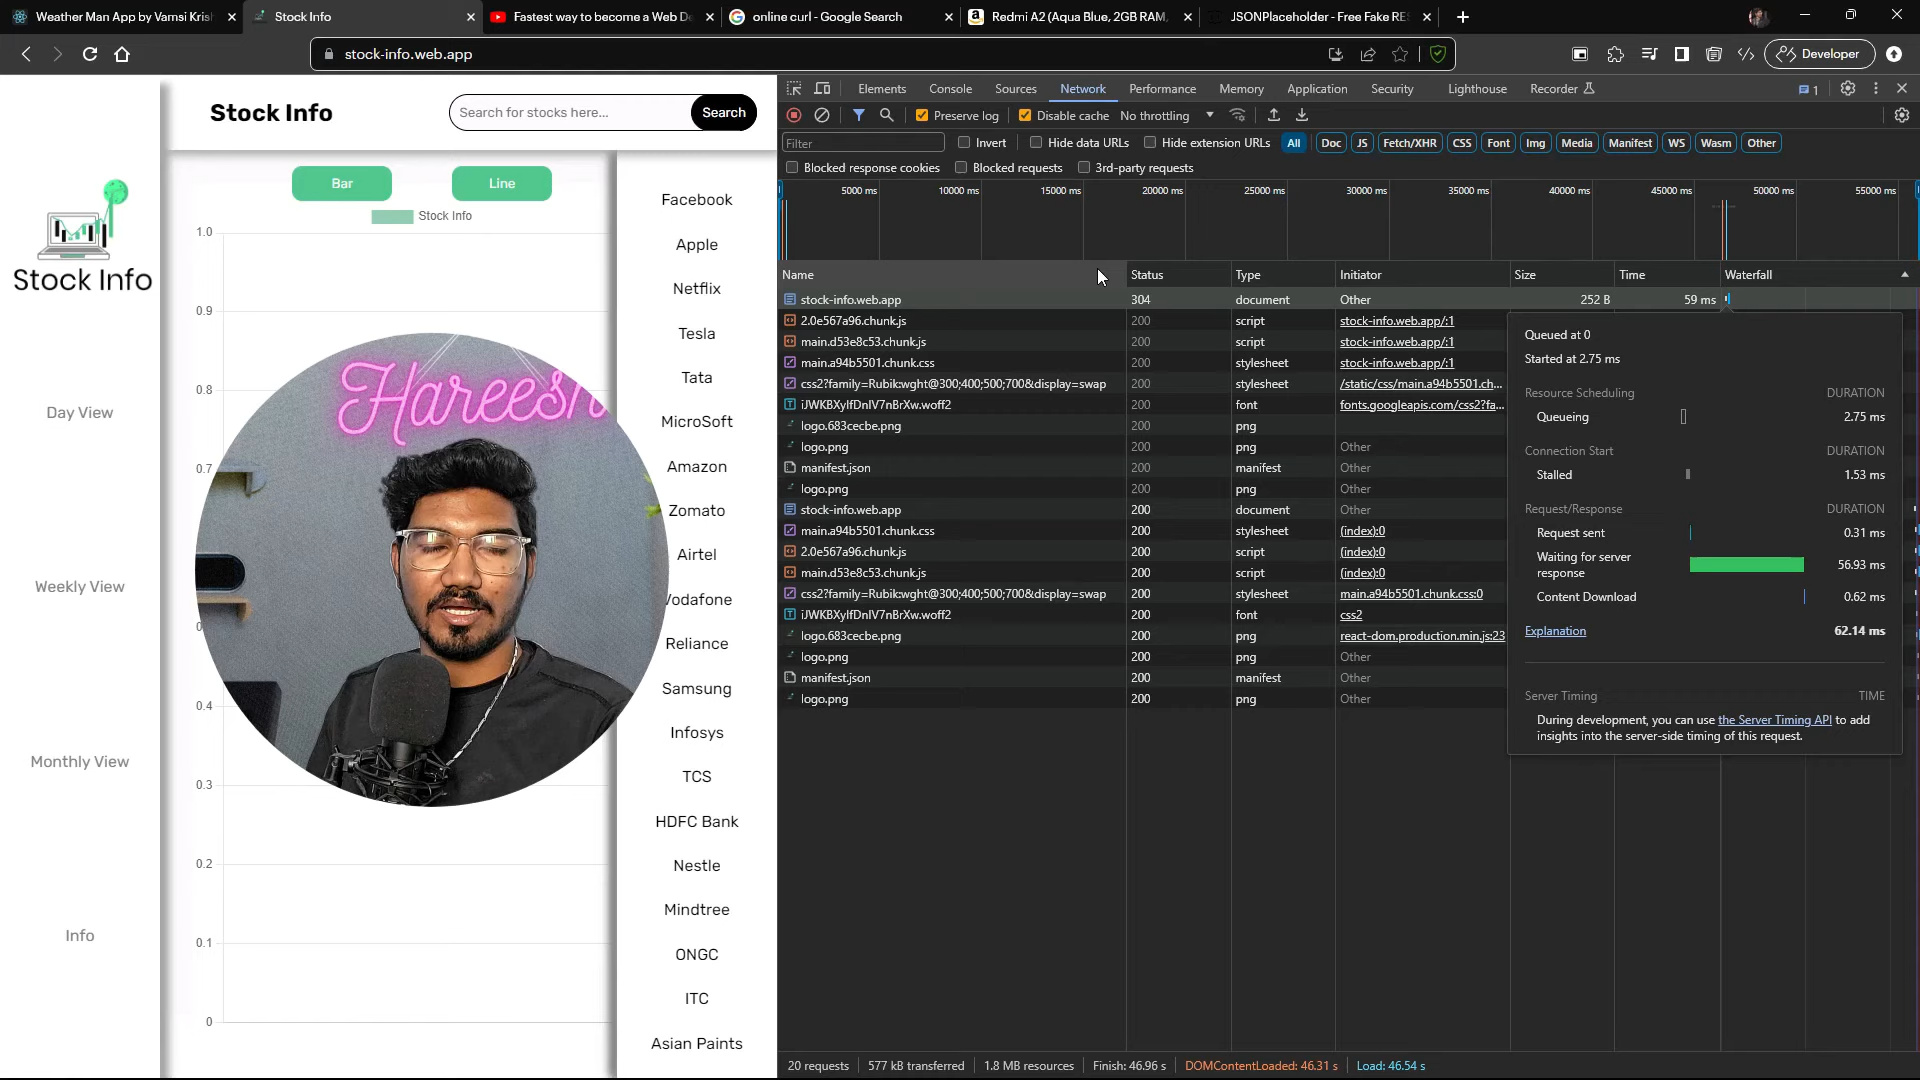 Weather Man App by Vamsi Krish
Stock Info
Fastest way to become a Web De
online curl - Google Search
Redmi A2 (Aqua Blue, 2GB RAM,
JSONPlaceholder - Free Fake RES
stock-info.web.app
Developer
Stock Info
Search for stocks here...
Search
Stock Info
Day View
Weekly View
Monthly View
Info
Bar
Line
Stock Info
1.0
0.9
0.8
0.7
0.4
0.3
0.2
0.1
0
Hareesh
Facebook
Apple
Netflix
Tesla
Tata
MicroSoft
Amazon
Zomato
Airtel
Vodafone
Reliance
Samsung
Infosys
TCS
HDFC Bank
Nestle
Mindtree
ONGC
ITC
Asian Paints
Elements Console Sources Network Performance Memory Application Security Lighthouse Recorder 1
Preserve log Disable cache No throttling
Filter Invert Hide data URLs Hide extension URLs All Doc JS Fetch/XHR CSS Font Img Media Manifest WS Wasm Other
Blocked response cookies Blocked requests 3rd-party requests
5000 ms 10000 ms 15000 ms 20000 ms 25000 ms 30000 ms 35000 ms 40000 ms 45000 ms 50000 ms 55000 ms
Name Status Type Initiator Size Time Waterfall
stock-info.web.app 304 document Other 252 B 59 ms
2.0e567a96.chunk.js 200 script stock-info.web.app/:1
main.d53e8c53.chunk.js 200 script stock-info.web.app/:1
main.a94b5501.chunk.css 200 stylesheet stock-info.web.app/:1
css2?family=Rubik:wght@300;400;500;700&display=swap 200 stylesheet /static/css/main.a94b5501.ch...
iJWKBXyIfDnIV7nBrXw.woff2 200 font fonts.googleapis.com/css2?fa...
logo.683cecbe.png 200 png
logo.png 200 png Other
manifest.json 200 manifest Other
logo.png 200 png Other
stock-info.web.app 200 document Other
main.a94b5501.chunk.css 200 stylesheet (index):0
2.0e567a96.chunk.js 200 script (index):0
main.d53e8c53.chunk.js 200 script (index):0
css2?family=Rubik:wght@300;400;500;700&display=swap 200 stylesheet main.a94b5501.chunk.css:0
iJWKBXyIfDnIV7nBrXw.woff2 200 font css2
logo.683cecbe.png 200 png react-dom.production.min.js:23
logo.png 200 png Other
manifest.json 200 manifest Other
logo.png 200 png Other
Queued at 0
Started at 2.75 ms
Resource Scheduling DURATION
Queueing 2.75 ms
Connection Start DURATION
Stalled 1.53 ms
Request/Response DURATION
Request sent 0.31 ms
Waiting for server
response 56.93 ms
Content Download 0.62 ms
Explanation 62.14 ms
Server Timing TIME
During development, you can use the Server Timing API to add
insights into the server-side timing of this request.
20 requests 577 kB transferred 1.8 MB resources Finish: 46.96 s DOMContentLoaded: 46.31 s Load: 46.54 s